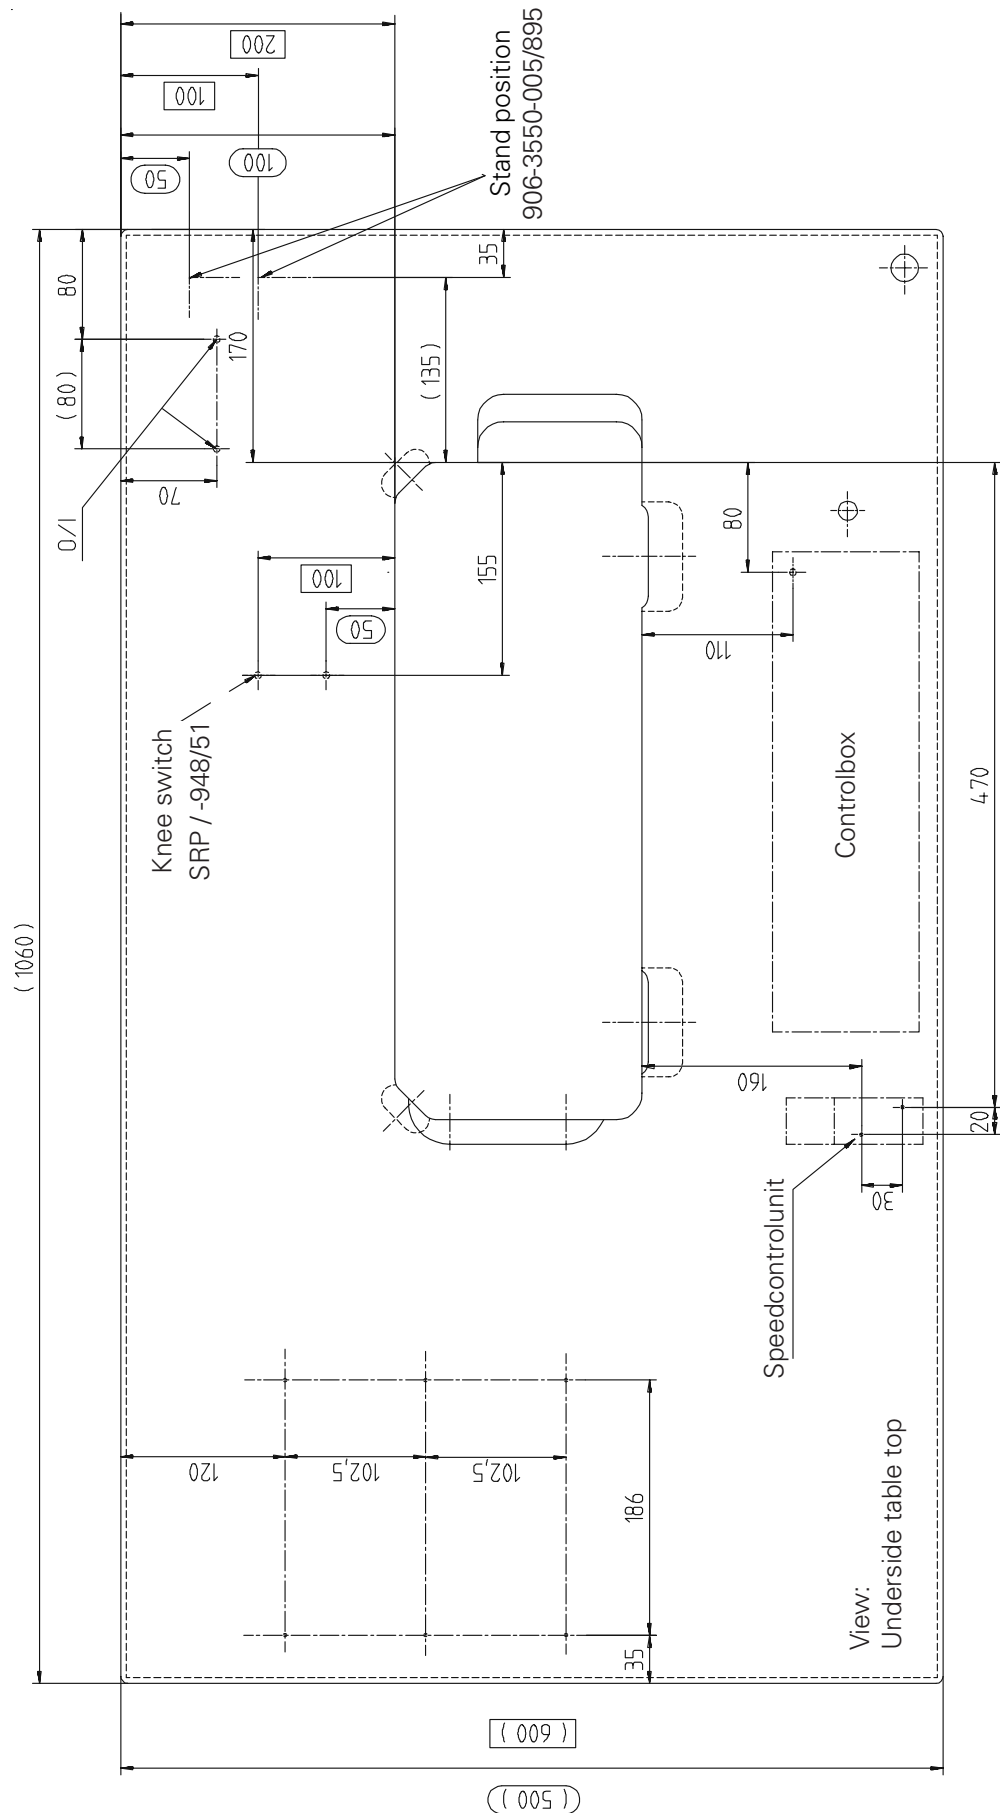 200
100
100
50
Stand position
906-3550-005/895
80
( 80 )
70
170
35
( 135 )
O/I
100
50
155
80
110
Knee switch
SRP / -948/51
Controlbox
470
( 1060 )
160
20
30
Speedcontrolunit
120
102,5
102,5
186
35
View:
Underside table top
( 600 )
( 500 )